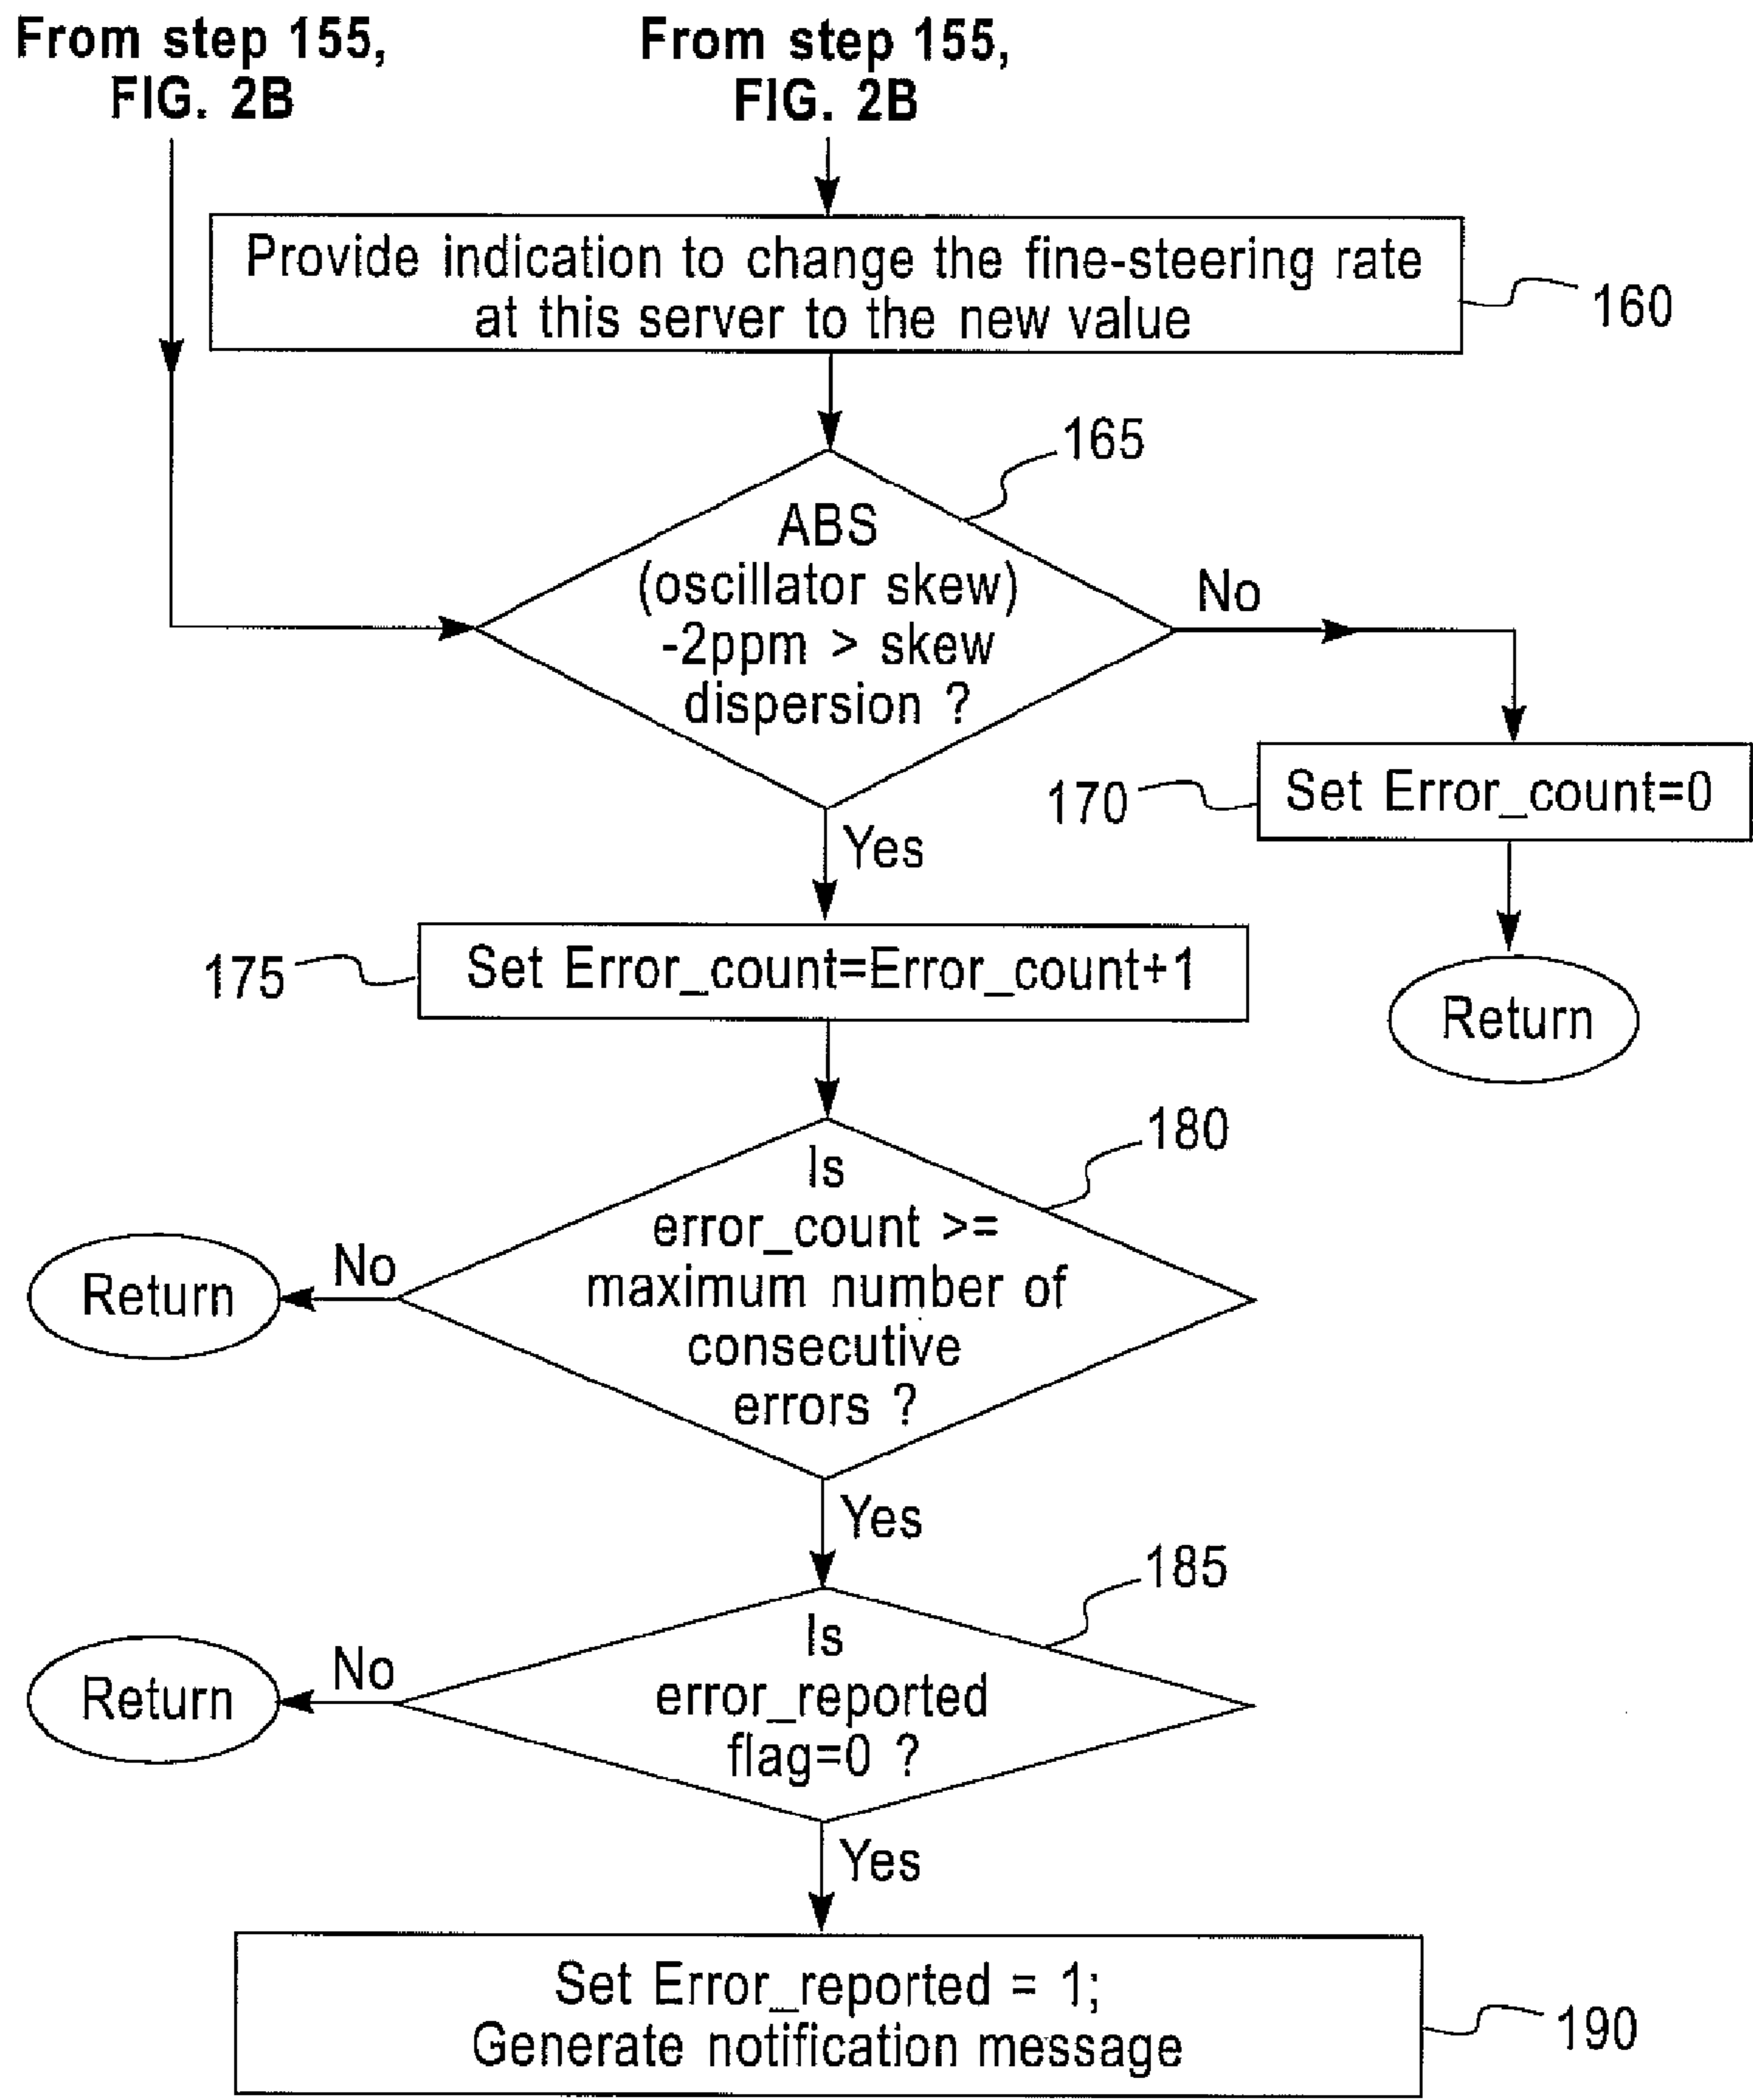 From step 155,
FIG. 2B
From step 155,
FIG. 2B
Provide indication to change the fine-steering rate
at this server to the new value
160
165
ABS
(oscillator skew)
-2ppm > skew
dispersion ?
No
170
Set Error_count=0
Yes
175
Set Error_count=Error_count+1
Return
180
Is
error_count >=
maximum number of
consecutive
errors ?
No
Return
Yes
185
Is
error_reported
flag=0 ?
No
Return
Yes
Set Error_reported = 1;
Generate notification message
190